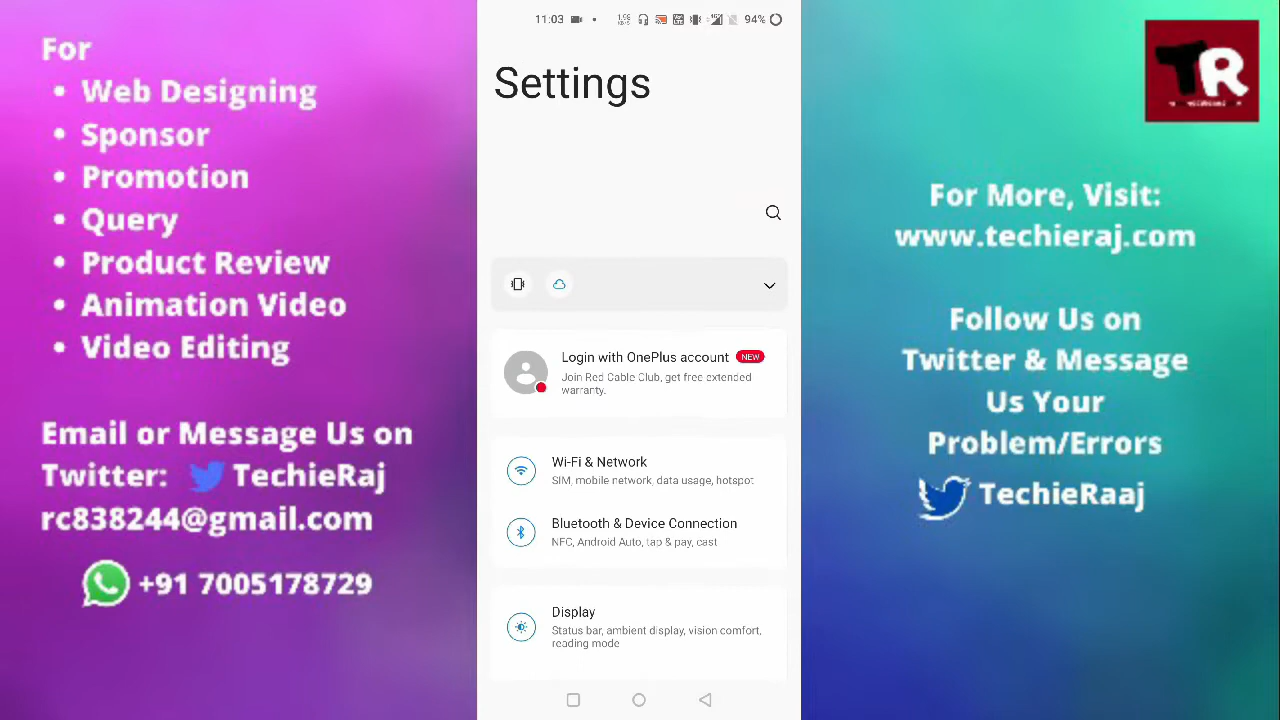 For
• Web Designing
• Sponsor
• Promotion
• Query
• Product Review
• Animation Video
• Video Editing
Email or Message Us on
Twitter: TechieRaj
rc838244@gmail.com
+91 7005178729
11:03
94%
Settings
Login with OnePlus account NEW
Join Red Cable Club, get free extended
warranty.
Wi-Fi & Network
SIM, mobile network, data usage, hotspot
Bluetooth & Device Connection
NFC, Android Auto, tap & pay, cast
Display
Status bar, ambient display, vision comfort,
reading mode
TR
For More, Visit:
www.techieraj.com
Follow Us on
Twitter & Message
Us Your
Problem/Errors
TechieRaaj